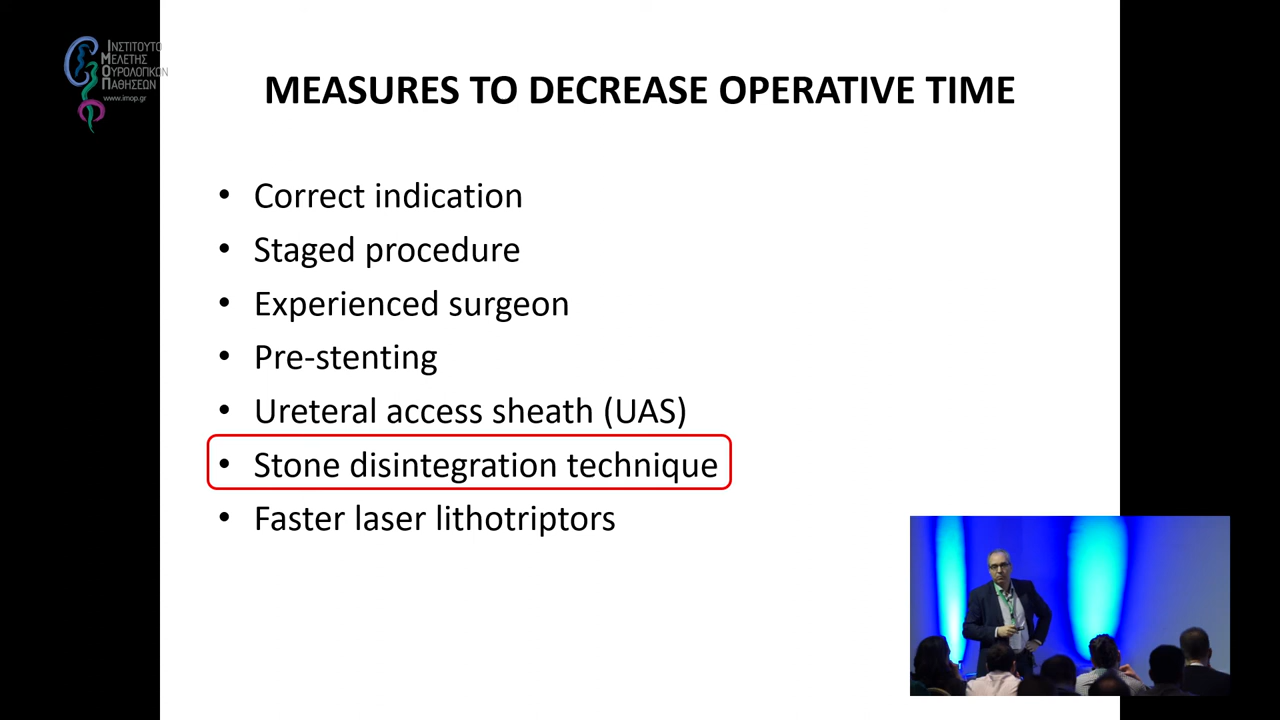 ΙΝΣΤΙΤΟΥΤΟ
ΜΕΛΕΤΗΣ
ΟΥΡΟΛΟΓΙΚΩΝ
ΠΑΘΗΣΕΩΝ
www.imop.gr
MEASURES TO DECREASE OPERATIVE TIME
• Correct indication
• Staged procedure
• Experienced surgeon
• Pre-stenting
• Ureteral access sheath (UAS)
• Stone disintegration technique
• Faster laser lithotriptors